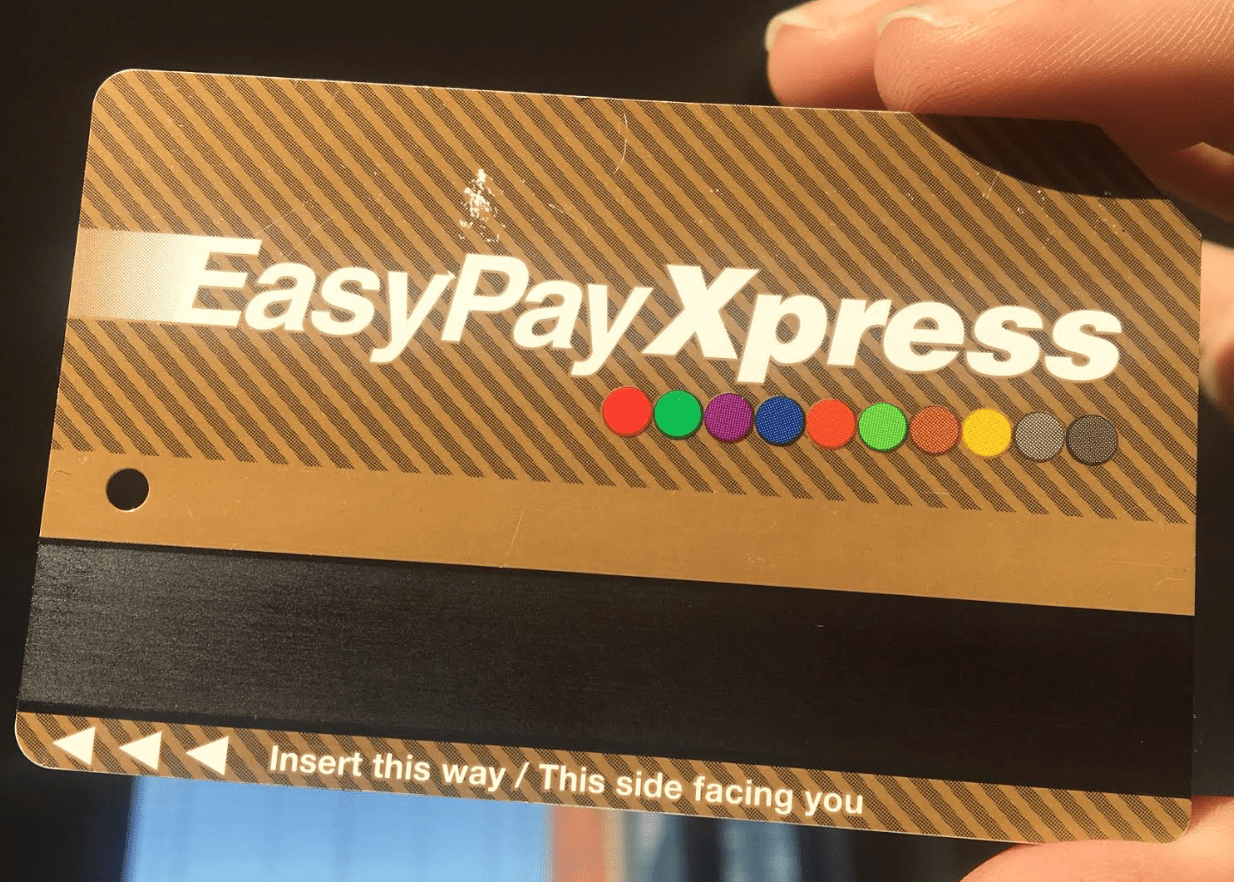 EasyPayXpress
Insert this way / This side facing you